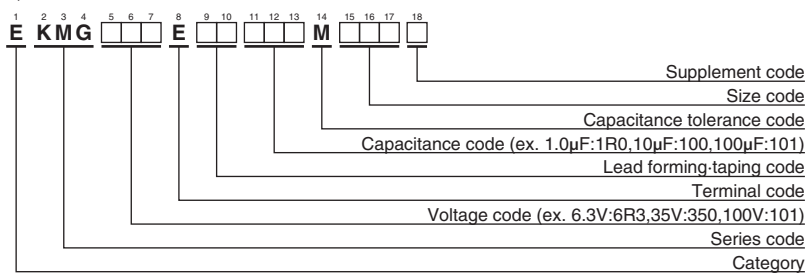 1 2 3 4 5 6 7 8 9 10 11 12 13 14 15 16 17 18
E K M G E M
Supplement code
Size code
Capacitance tolerance code
Capacitance code (ex. 1.0μF:1R0,10μF:100,100μF:101)
Lead forming·taping code
Terminal code
Voltage code (ex. 6.3V:6R3,35V:350,100V:101)
Series code
Category